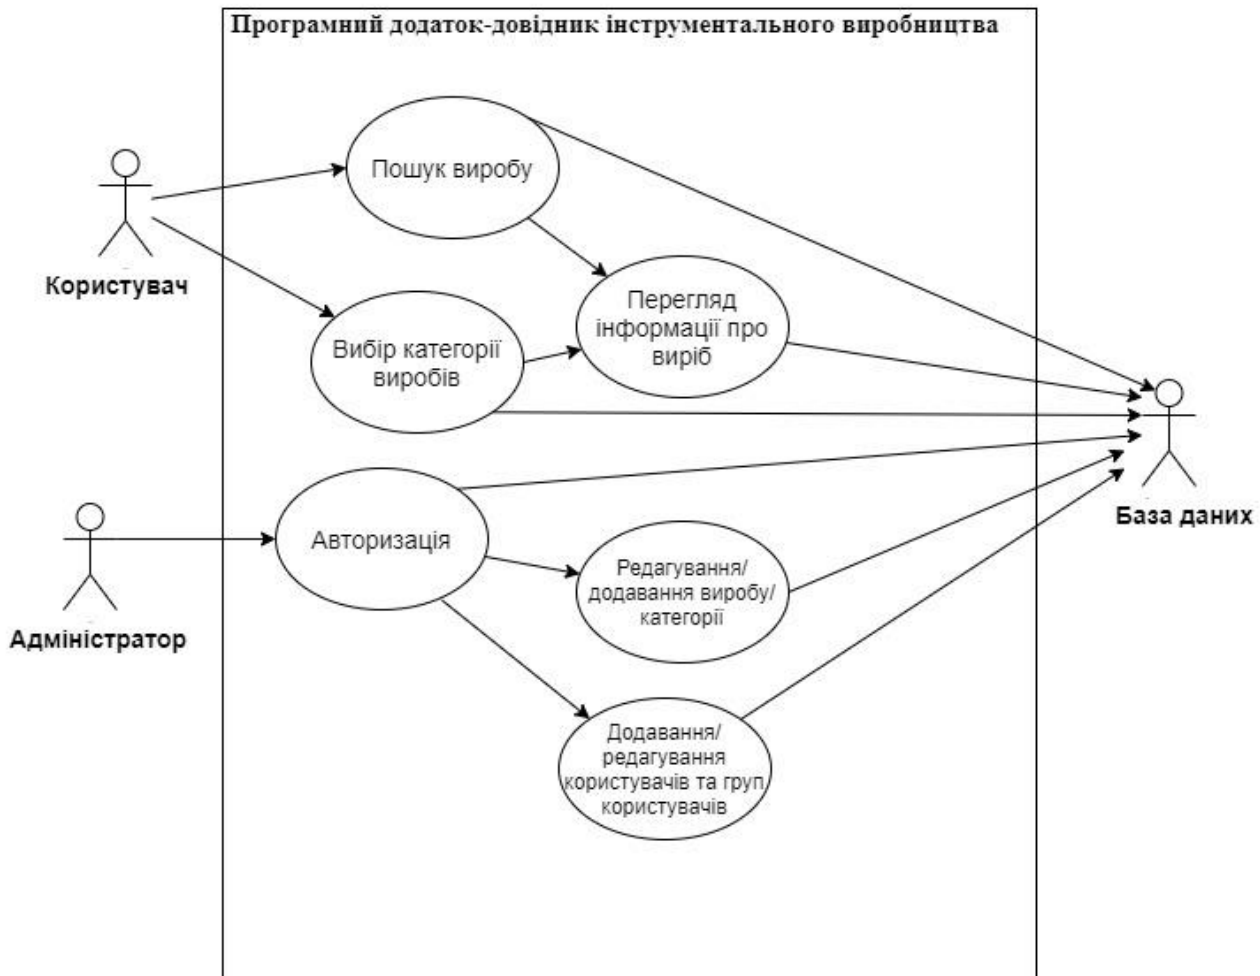 Програмний додаток-довідник інструментального виробництва
Пошук виробу
Користувач
Перегляд
інформації про
виріб
Вибір категорії
виробів
База даних
Авторизація
Адміністратор
Редагування/
додавання виробу/
категорії
Додавання/
редагування
користувачів та груп
користувачів